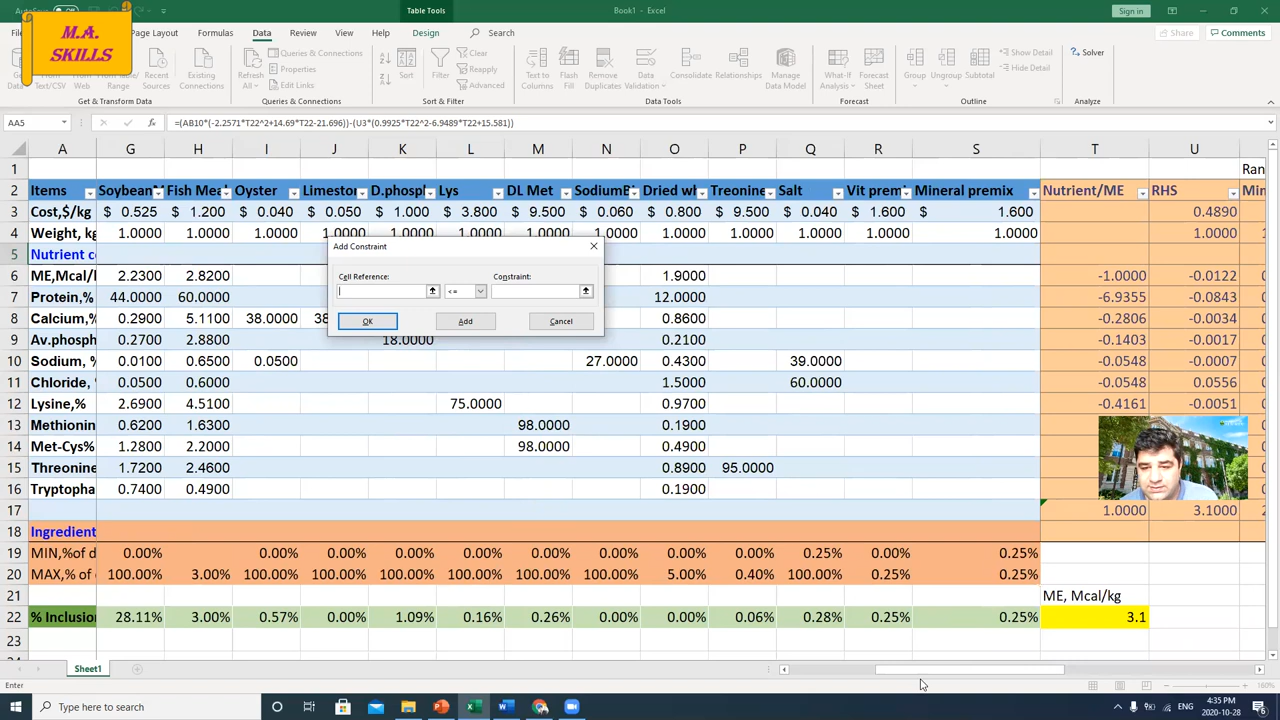 Table Tools
Book1 - Excel
Sign in
M.A.
SKILLS
Page Layout
Formulas
Data
Review
View
Help
Design
Search
Share
Comments
Text/CSV
From
Web
From Table/
Range
Recent
Sources
Existing
Connections
Get & Transform Data
Refresh
All
Queries & Connections
Properties
Edit Links
Queries & Connections
Sort
Filter
Clear
Reapply
Advanced
Sort & Filter
Text to
Columns
Flash
Fill
Remove
Duplicates
Data
Validation
Consolidate
Relationships
Manage
Data Model
Data Tools
What-If
Analysis
Forecast
Sheet
Forecast
Group
Ungroup
Subtotal
Show Detail
Hide Detail
Outline
Solver
Analyze
AA5
=(AB10*(-2.2571*T22^2+14.69*T22-21.696))-(U3*(0.9925*T22^2-6.9489*T22+15.581))
A G H I J K L M N O P Q R S T U
1 Ran
2 Items SoybeanM Fish Mea Oyster Limeston D.phosph Lys DL Met SodiumBi Dried wh Treonine Salt Vit premi Mineral premix Nutrient/ME RHS Min
3 Cost,$/kg $ 0.525 $ 1.200 $ 0.040 $ 0.050 $ 1.000 $ 3.800 $ 9.500 $ 0.060 $ 0.800 $ 9.500 $ 0.040 $ 1.600 $ 1.600 0.4890
4 Weight, kg 1.0000 1.0000 1.0000 1.0000 1.0000 1.0000 1.0000 1.0000 1.0000 1.0000 1.0000 1.0000 1.0000 1.0000
5 Nutrient co
6 ME,Mcal/k 2.2300 2.8200 1.9000 -1.0000 -0.0122
7 Protein,% 44.0000 60.0000 12.0000 -6.9355 -0.0843
8 Calcium,% 0.2900 5.1100 38.0000 38 0.8600 -0.2806 -0.0034
9 Av.phosph 0.2700 2.8800 18.0000 0.2100 -0.1403 -0.0017
10 Sodium, % 0.0100 0.6500 0.0500 27.0000 0.4300 39.0000 -0.0548 -0.0007
11 Chloride, % 0.0500 0.6000 1.5000 60.0000 -0.0548 0.0556
12 Lysine,% 2.6900 4.5100 75.0000 0.9700 -0.4161 -0.0051
13 Methionin 0.6200 1.6300 98.0000 0.1900
14 Met-Cys% 1.2800 2.2000 98.0000 0.4900
15 Threonine 1.7200 2.4600 0.8900 95.0000
16 Tryptopha 0.7400 0.4900 0.1900
17 1.0000 3.1000
18 Ingredient
19 MIN,%of d 0.00% 0.00% 0.00% 0.00% 0.00% 0.00% 0.00% 0.00% 0.00% 0.25% 0.00% 0.25%
20 MAX,% of 100.00% 3.00% 100.00% 100.00% 100.00% 100.00% 100.00% 100.00% 5.00% 0.40% 100.00% 0.25% 0.25%
21 ME, Mcal/kg
22 % Inclusion 28.11% 3.00% 0.57% 0.00% 1.09% 0.16% 0.26% 0.00% 0.00% 0.06% 0.28% 0.25% 0.25% 3.1
23
Add Constraint
Cell Reference:
Constraint:
<=
OK
Add
Cancel
Sheet1
Enter
160%
Type here to search
ENG
4:35 PM
2020-10-28